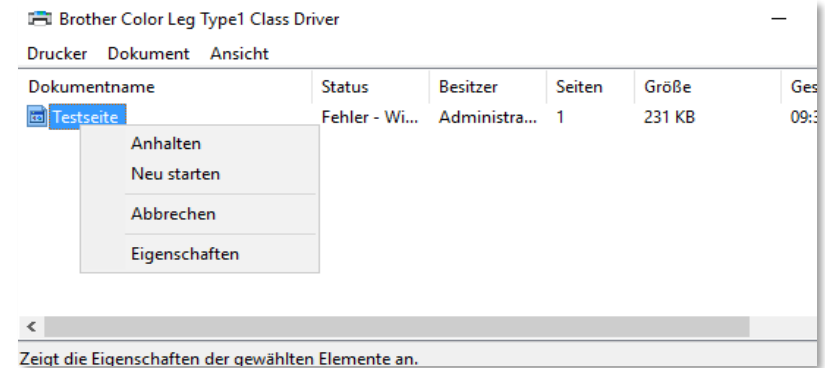 Brother Color Leg Type1 Class Driver
Drucker Dokument Ansicht
Dokumentname Status Besitzer Seiten Größe Ges
Testseite Fehler - Wi... Administra... 1 231 KB 09:3
Anhalten
Neu starten
Abbrechen
Eigenschaften
Zeigt die Eigenschaften der gewählten Elemente an.